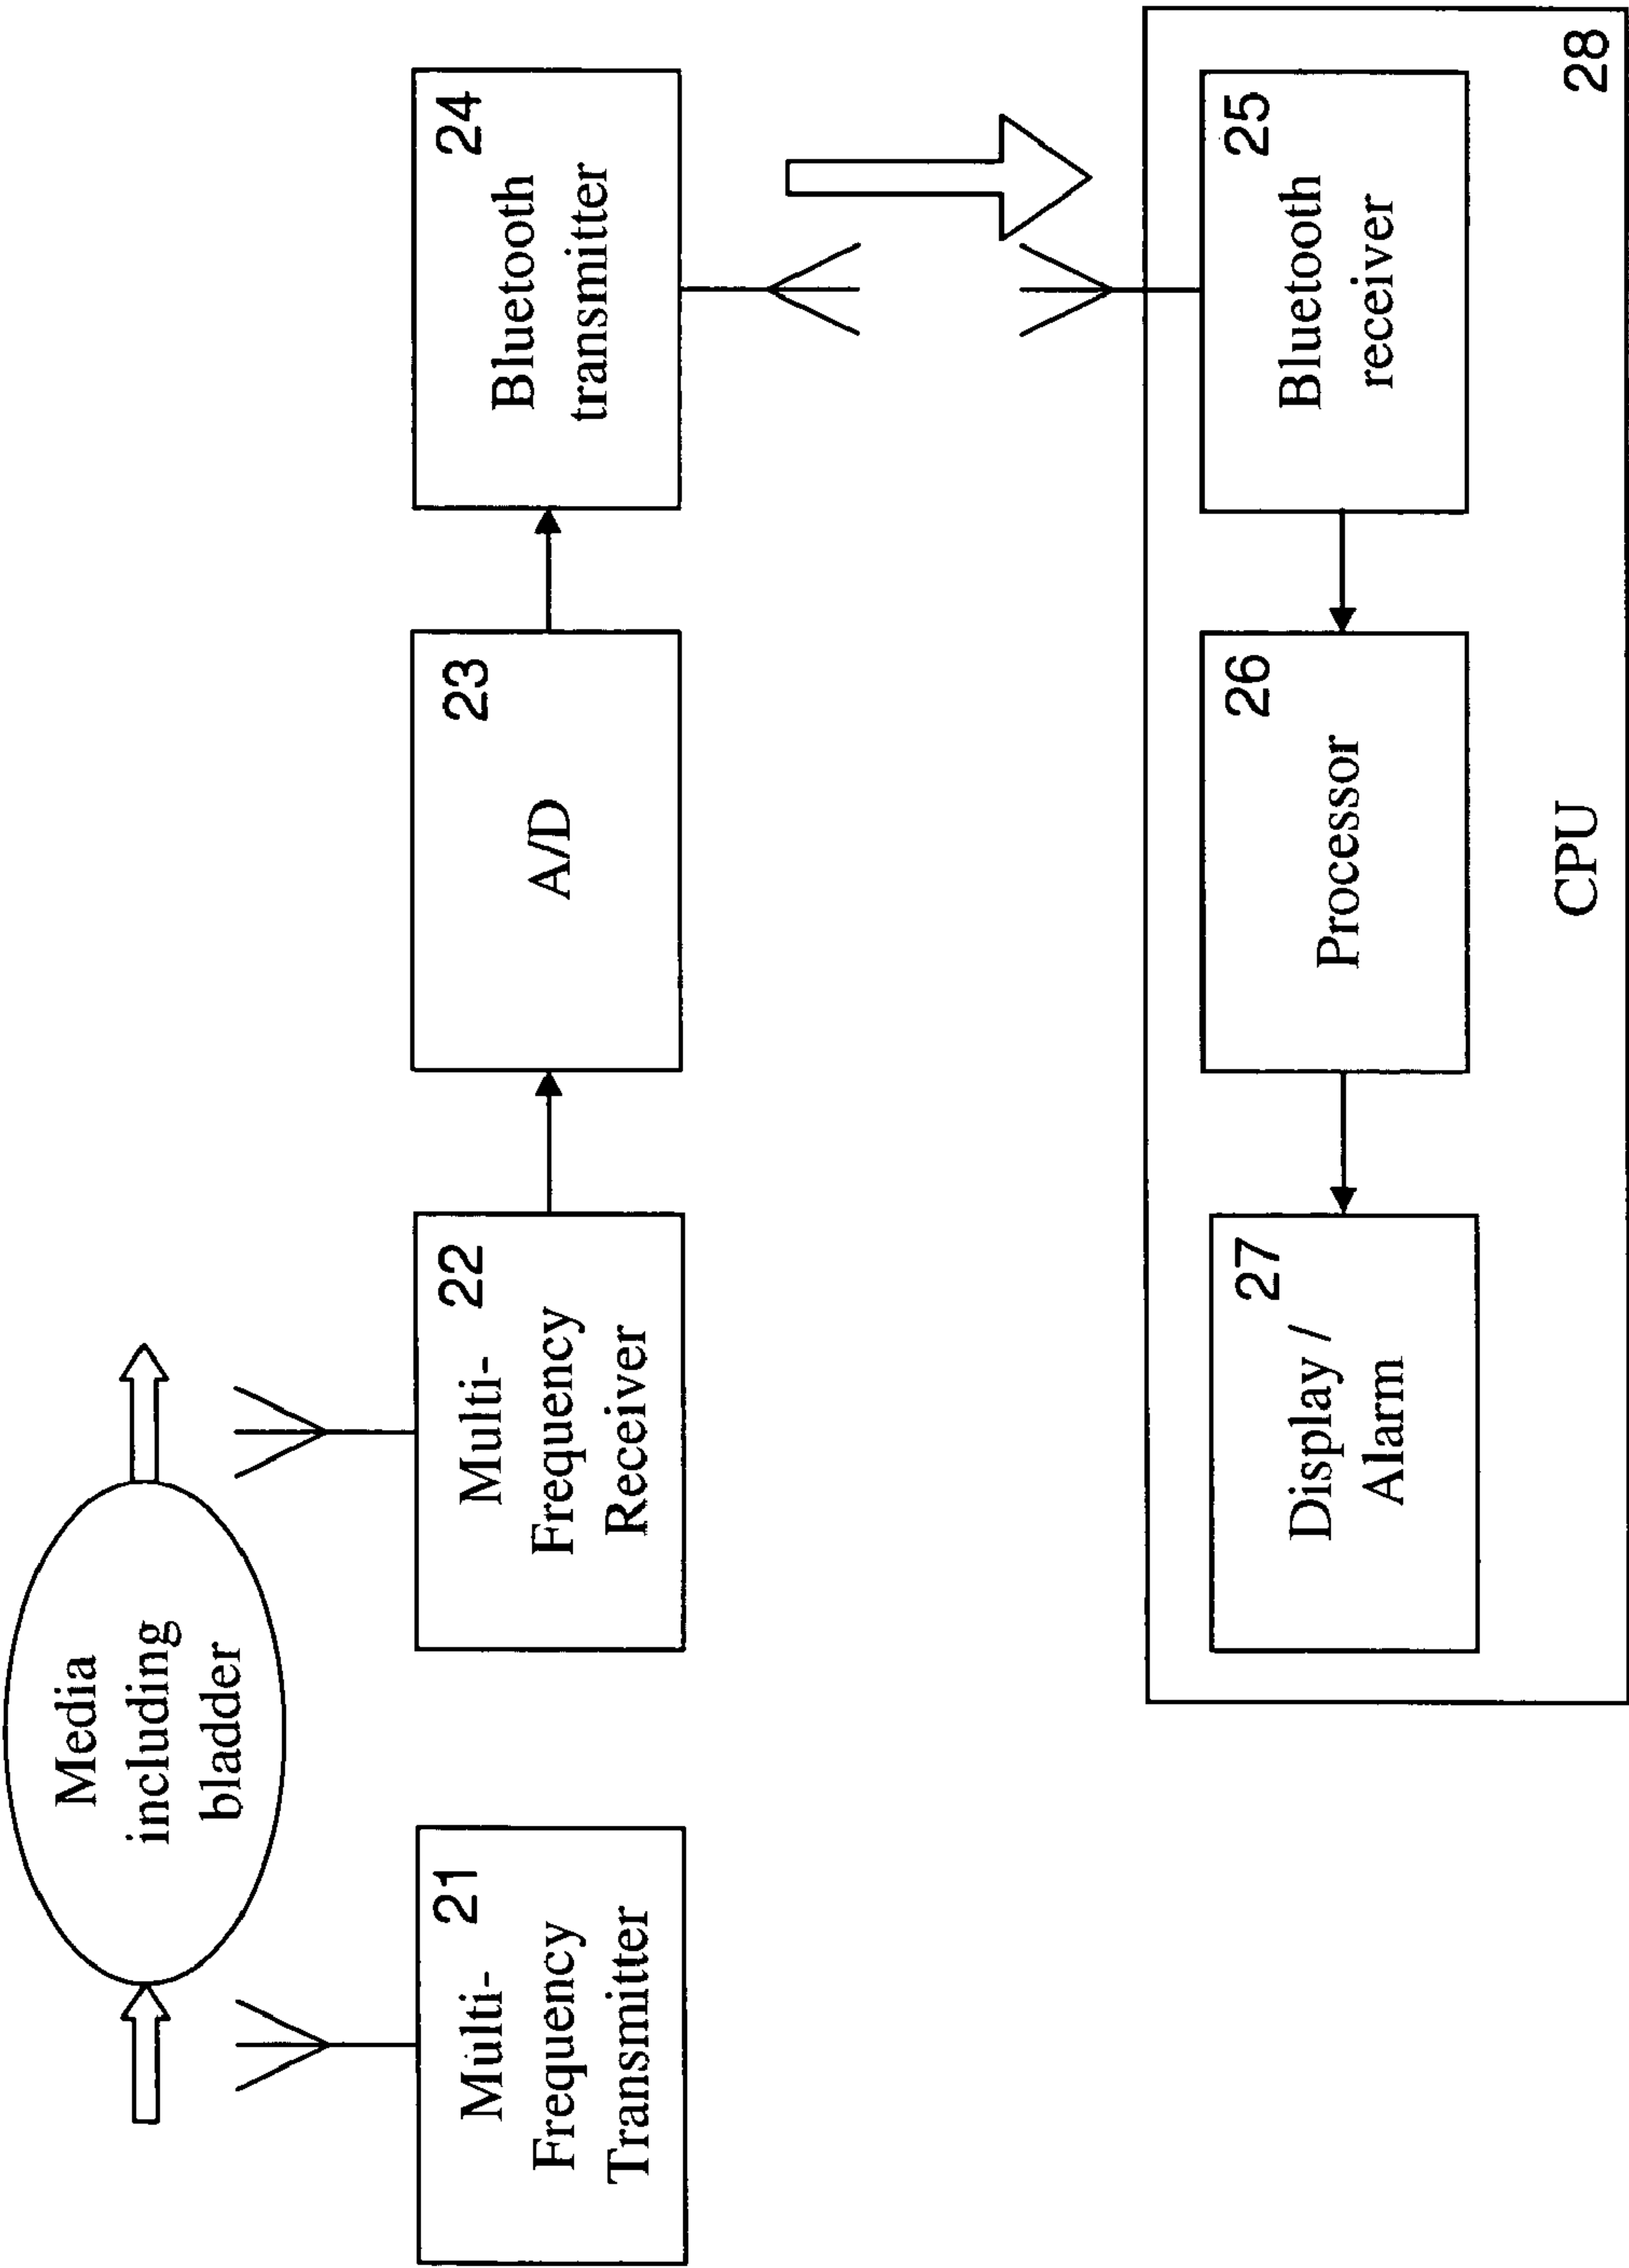 Media
including
bladder
21
Multi-
Frequency
Transmitter
22
Multi-
Frequency
Receiver
23
A/D
24
Bluetooth
transmitter
27
Display /
Alarm
26
Processor
25
Bluetooth
receiver
CPU
28